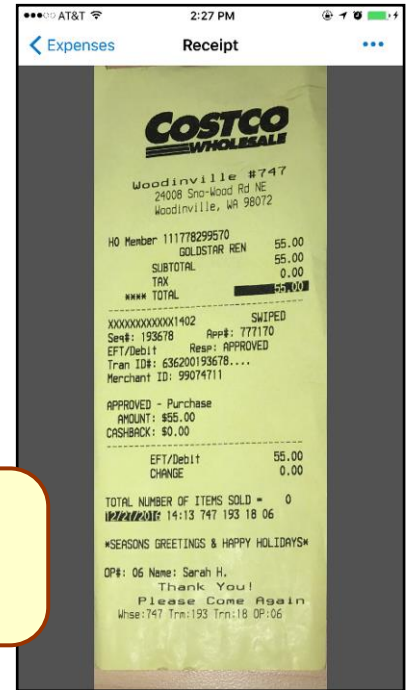 AT&T 2:27 PM
Expenses Receipt
COSTCO
WHOLESALE
Woodinville #747
24008 Sno-Wood Rd NE
Woodinville, WA 98072
HO Member 111778299570
GOLDSTAR REN 55.00
SUBTOTAL 55.00
TAX 0.00
**** TOTAL 55.00
XXXXXXXXXXXX1402 SWIPED
Seq#: 193678 App#: 777170
EFT/Debit Resp: APPROVED
Tran ID#: 636200193678....
Merchant ID: 99074711
APPROVED - Purchase
AMOUNT: $55.00
CASHBACK: $0.00
EFT/Debit 55.00
CHANGE 0.00
TOTAL NUMBER OF ITEMS SOLD = 0
12/27/2016 14:13 747 193 18 06
*SEASONS GREETINGS & HAPPY HOLIDAYS*
OP#: 06 Name: Sarah H.
Thank You!
Please Come Again
Whse:747 Trm:193 Trn:18 OP:06